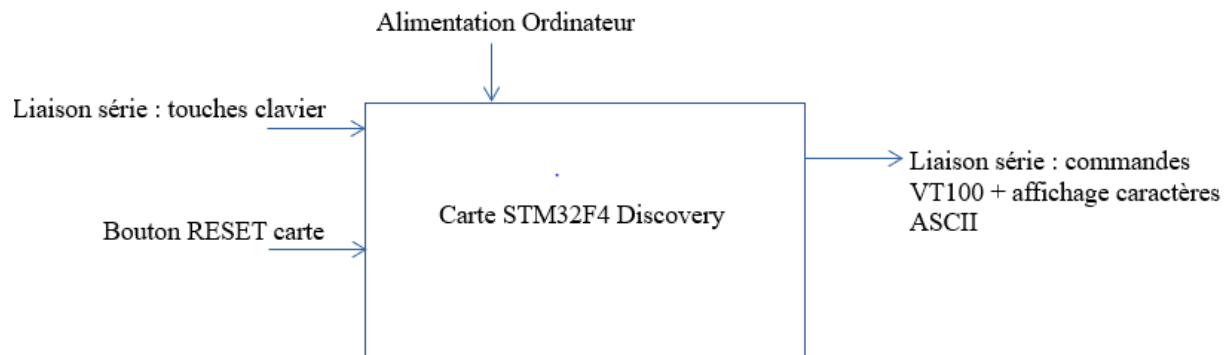 Alimentation Ordinateur
Liaison série : touches clavier
Liaison série : commandes
VT100 + affichage caractères
ASCII
Carte STM32F4 Discovery
Bouton RESET carte